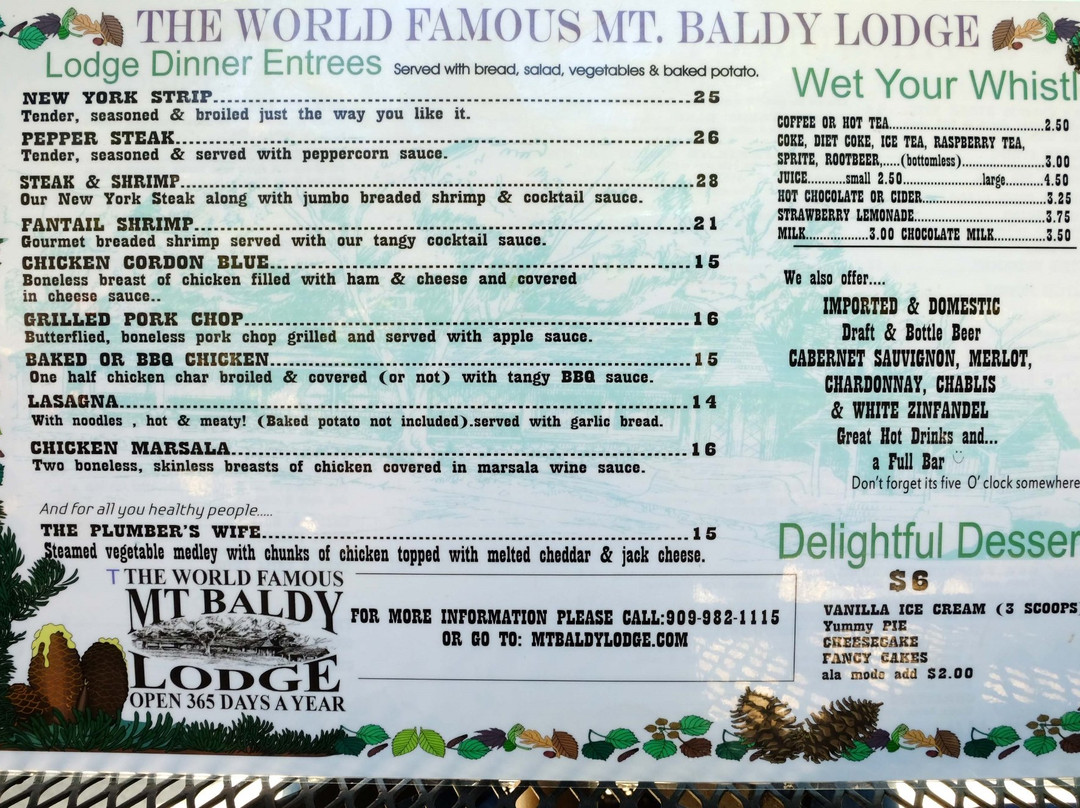 THE WORLD FAMOUS MT. BALDY LODGE
Lodge Dinner Entrees Served with bread, salad, vegetables & baked potato.
NEW YORK STRIP...25
Tender, seasoned & broiled just the way you like it.
PEPPER STEAK...26
Tender, seasoned & served with peppercorn sauce.
STEAK & SHRIMP...28
Our New York Steak along with jumbo breaded shrimp & cocktail sauce.
FANTAIL SHRIMP...21
Gourmet breaded shrimp served with our tangy cocktail sauce.
CHICKEN CORDON BLUE...15
Boneless breast of chicken filled with ham & cheese and covered
in cheese sauce..
GRILLED PORK CHOP...16
Butterflied, boneless pork chop grilled and served with apple sauce.
BAKED OR BBQ CHICKEN...15
One half chicken char broiled & covered (or not) with tangy BBQ sauce.
LASAGNA...14
With noodles , hot & meaty! (Baked potato not included).served with garlic bread.
CHICKEN MARSALA...16
Two boneless, skinless breasts of chicken covered in marsala wine sauce.
And for all you healthy people.....
THE PLUMBER'S WIFE...15
Steamed vegetable medley with chunks of chicken topped with melted cheddar & jack cheese.
Wet Your Whistl
COFFEE OR HOT TEA...2.50
COKE, DIET COKE, ICE TEA, RASPBERRY TEA,
SPRITE, ROOTBEER,....(bottomless)...3.00
JUICE...small 2.50...large...4.50
HOT CHOCOLATE OR CIDER...3.25
STRAWBERRY LEMONADE...3.75
MILK...3.00 CHOCOLATE MILK...3.50
We also offer....
IMPORTED & DOMESTIC
Draft & Bottle Beer
CABERNET SAUVIGNON, MERLOT,
CHARDONNAY, CHABLIS
& WHITE ZINFANDEL
Great Hot Drinks and...
a Full Bar
Don't forget its five O' clock somewhere
Delightful Desser
$6
VANILLA ICE CREAM (3 SCOOPS)
Yummy PIE
CHEESECAKE
FANCY CAKES
ala mode add $2.00
T THE WORLD FAMOUS
MT BALDY
LODGE
OPEN 365 DAYS A YEAR
FOR MORE INFORMATION PLEASE CALL:909-982-1115
OR GO TO: MTBALDYLODGE.COM